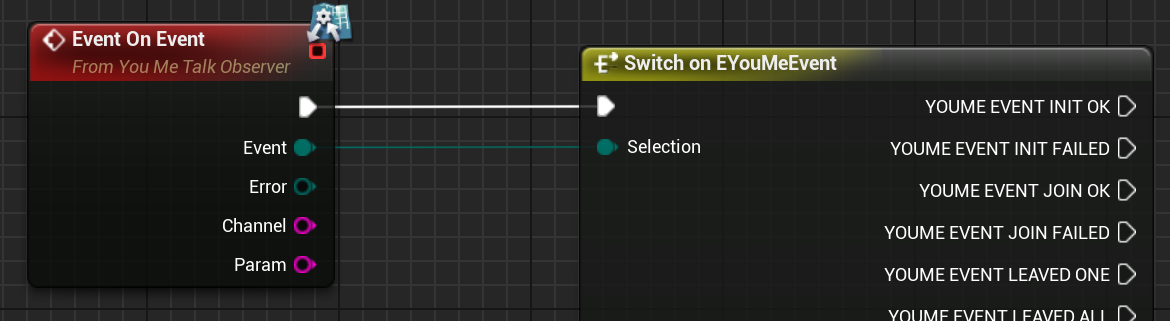 Event On Event
From You Me Talk Observer
Event
Error
Channel
Param
Switch on EYouMeEvent
Selection
YOUME EVENT INIT OK
YOUME EVENT INIT FAILED
YOUME EVENT JOIN OK
YOUME EVENT JOIN FAILED
YOUME EVENT LEAVED ONE
YOUME EVENT LEAVED ALL